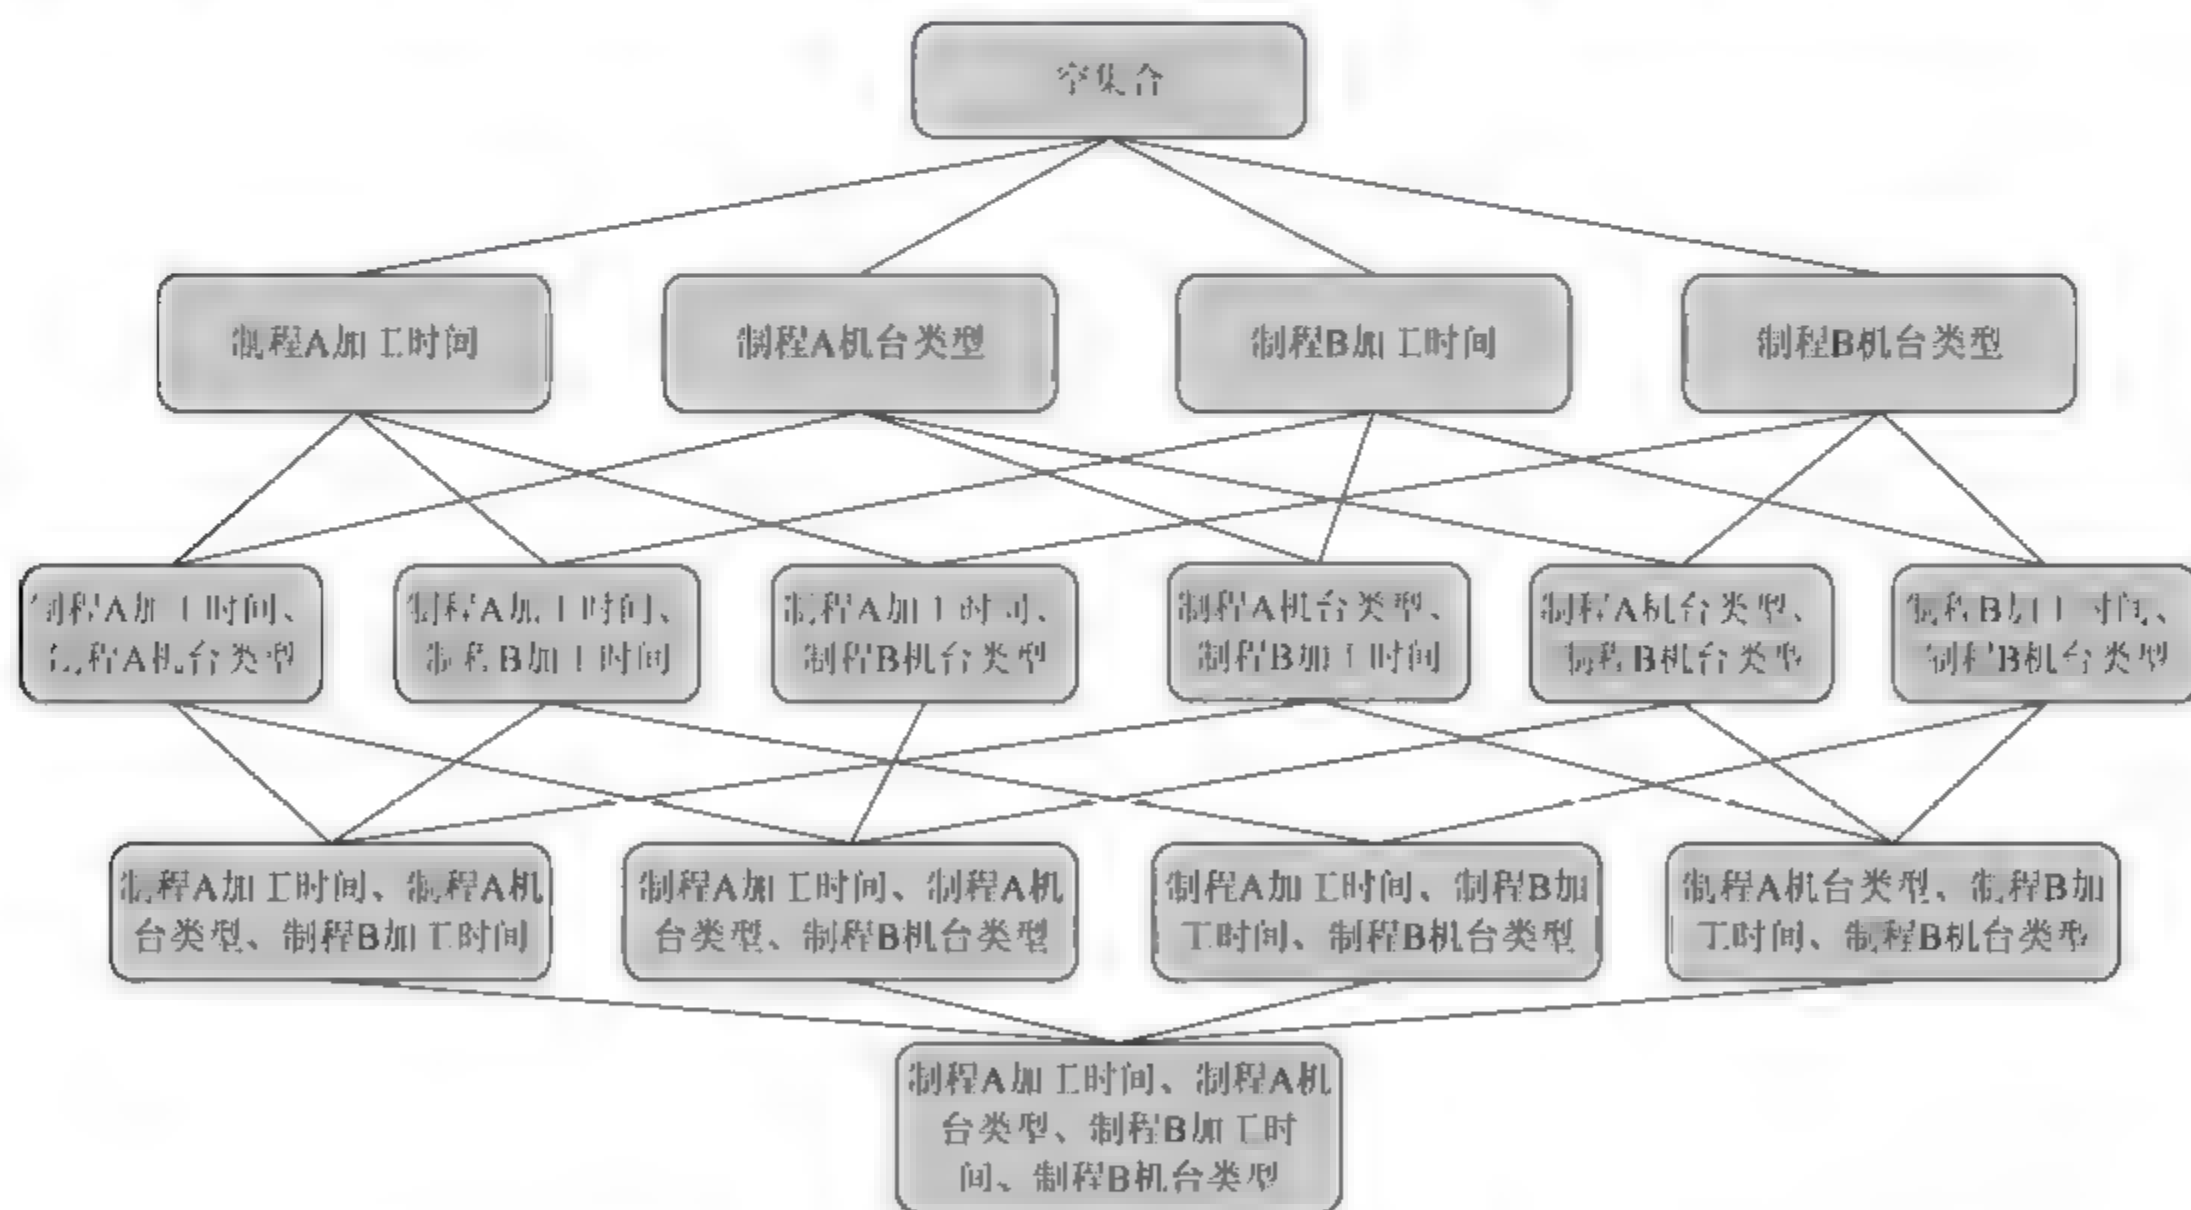 空集合
制程A加工时间
制程A机台类型
制程B加工时间
制程B机台类型
制程A加工时间、
制程A机台类型
制程A加工时间、
制程B加工时间
制程A加工时间、
制程B机台类型
制程A机台类型、
制程B加工时间
制程A机台类型、
制程B机台类型
制程B加工时间、
制程B机台类型
制程A加工时间、制程A机
台类型、制程B加工时间
制程A加工时间、制程A机
台类型、制程B机台类型
制程A加工时间、制程B加
工时间、制程B机台类型
制程A机台类型、制程B加
工时间、制程B机台类型
制程A加工时间、制程A机
台类型、制程B加工时
间、制程B机台类型